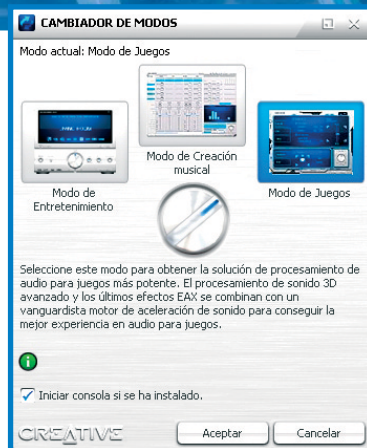 CAMBIADOR DE MODOS
Modo actual: Modo de Juegos
Modo de Creación
musical
Modo de
Entretenimiento
Modo de Juegos
Seleccione este modo para obtener la solución de procesamiento de
audio para juegos más potente. El procesamiento de sonido 3D
avanzado y los últimos efectos EAX se combinan con un
vanguardista motor de aceleración de sonido para conseguir la
mejor experiencia en audio para juegos.
Iniciar consola si se ha instalado.
CREATIVE
Aceptar
Cancelar